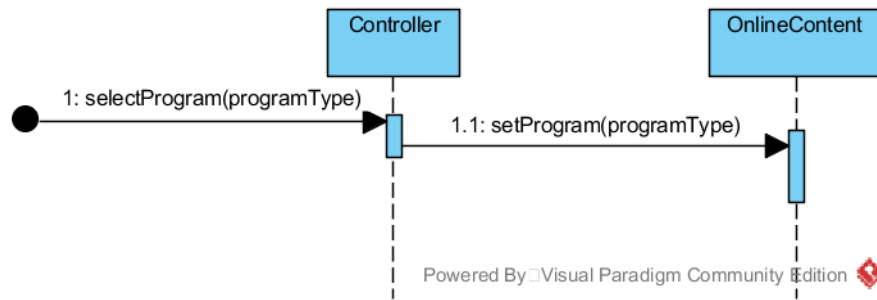 Controller
OnlineContent
1: selectProgram(programType)
1.1: setProgram(programType)
Powered By Visual Paradigm Community Edition